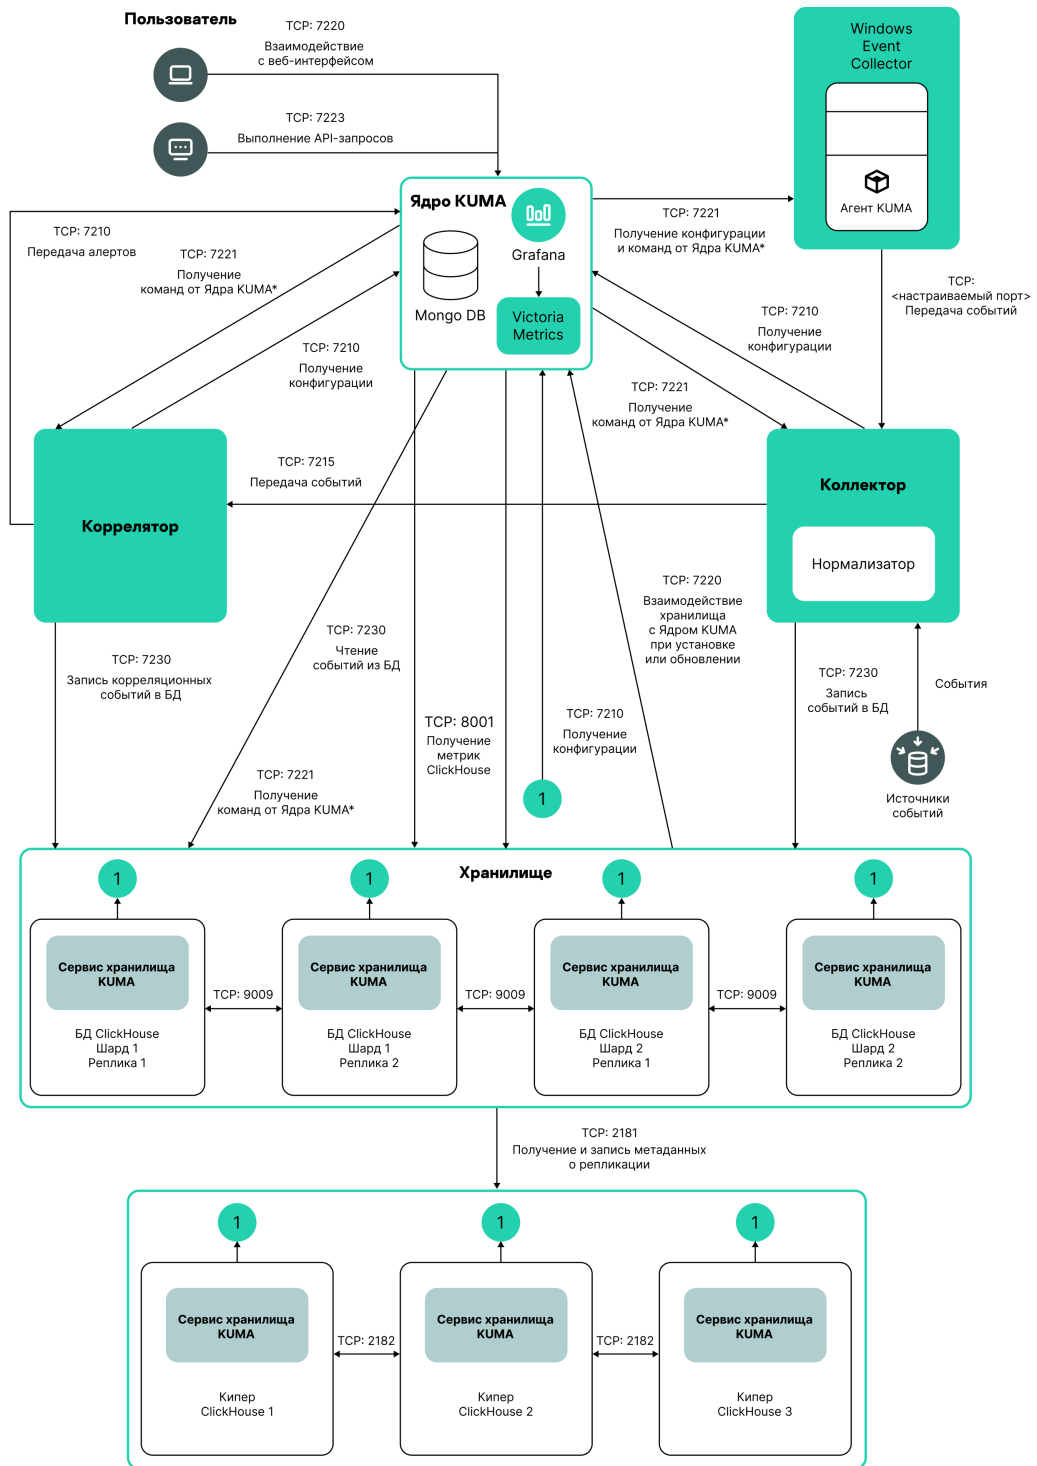 Пользователь
TCP: 7220
Взаимодействие
с веб-интерфейсом
TCP: 7223
Выполнение API-запросов
Windows
Event
Collector
Агент KUMA
Ядро KUMA
Grafana
Mongo DB
Victoria
Metrics
TCP: 7221
Получение конфигурации
и команд от Ядра KUMA*
TCP: 7210
Передача алертов
TCP: 7221
Получение
команд от Ядра KUMA*
TCP:
<настраиваемый порт>
Передача событий
TCP: 7210
Получение
конфигурации
TCP: 7210
Получение
конфигурации
TCP: 7221
Получение
команд от Ядра KUMA*
TCP: 7215
Передача событий
Коррелятор
Коллектор
Нормализатор
TCP: 7220
Взаимодействие
хранилища
с Ядром KUMA
при установке
или обновлении
TCP: 7230
Чтение
событий из БД
TCP: 7230
Запись корреляционных
событий в БД
TCP: 7230
Запись
событий в БД
События
TCP: 8001
Получение
метрик
ClickHouse
TCP: 7210
Получение
конфигурации
1
TCP: 7221
Получение
команд от Ядра KUMA*
Источники
событий
Хранилище
1
1
1
1
Сервис хранилища
KUMA
БД ClickHouse
Шард 1
Реплика 1
TCP: 9009
Сервис хранилища
KUMA
БД ClickHouse
Шард 1
Реплика 2
TCP: 9009
Сервис хранилища
KUMA
БД ClickHouse
Шард 2
Реплика 1
TCP: 9009
Сервис хранилища
KUMA
БД ClickHouse
Шард 2
Реплика 2
TCP: 2181
Получение и запись метаданных
о репликации
1
1
1
Сервис хранилища
KUMA
Кипер
ClickHouse 1
TCP: 2182
Сервис хранилища
KUMA
Кипер
ClickHouse 2
TCP: 2182
Сервис хранилища
KUMA
Кипер
ClickHouse 3